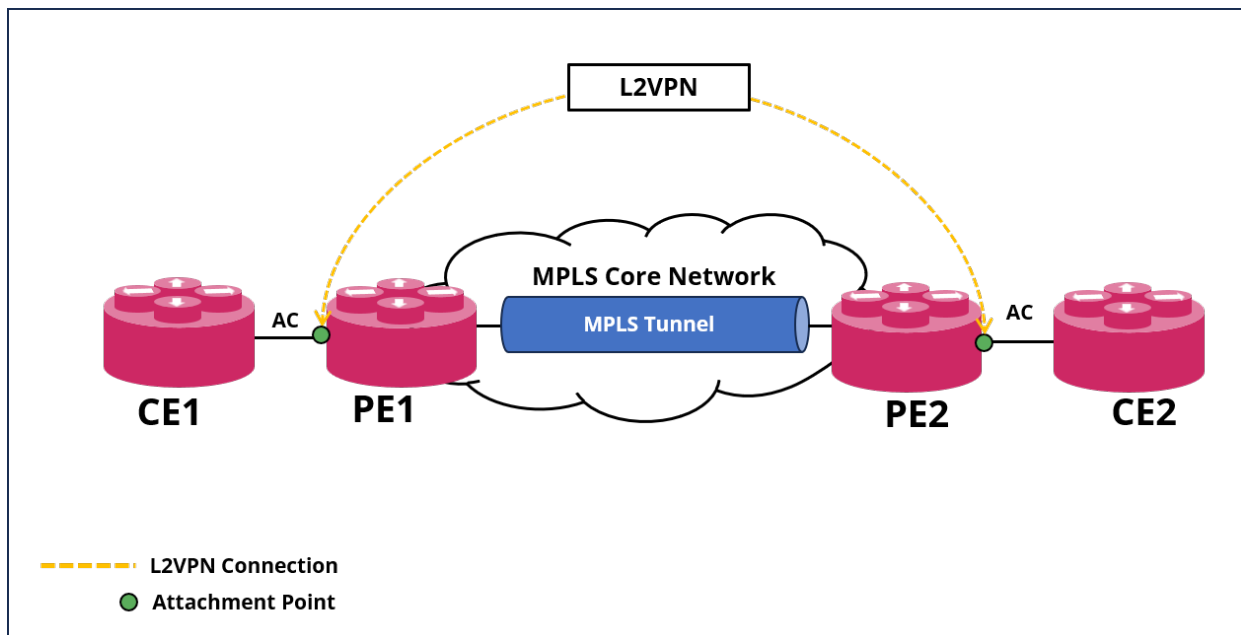 L2VPN
MPLS Core Network
MPLS Tunnel
AC
AC
CE1
PE1
PE2
CE2
L2VPN Connection
Attachment Point